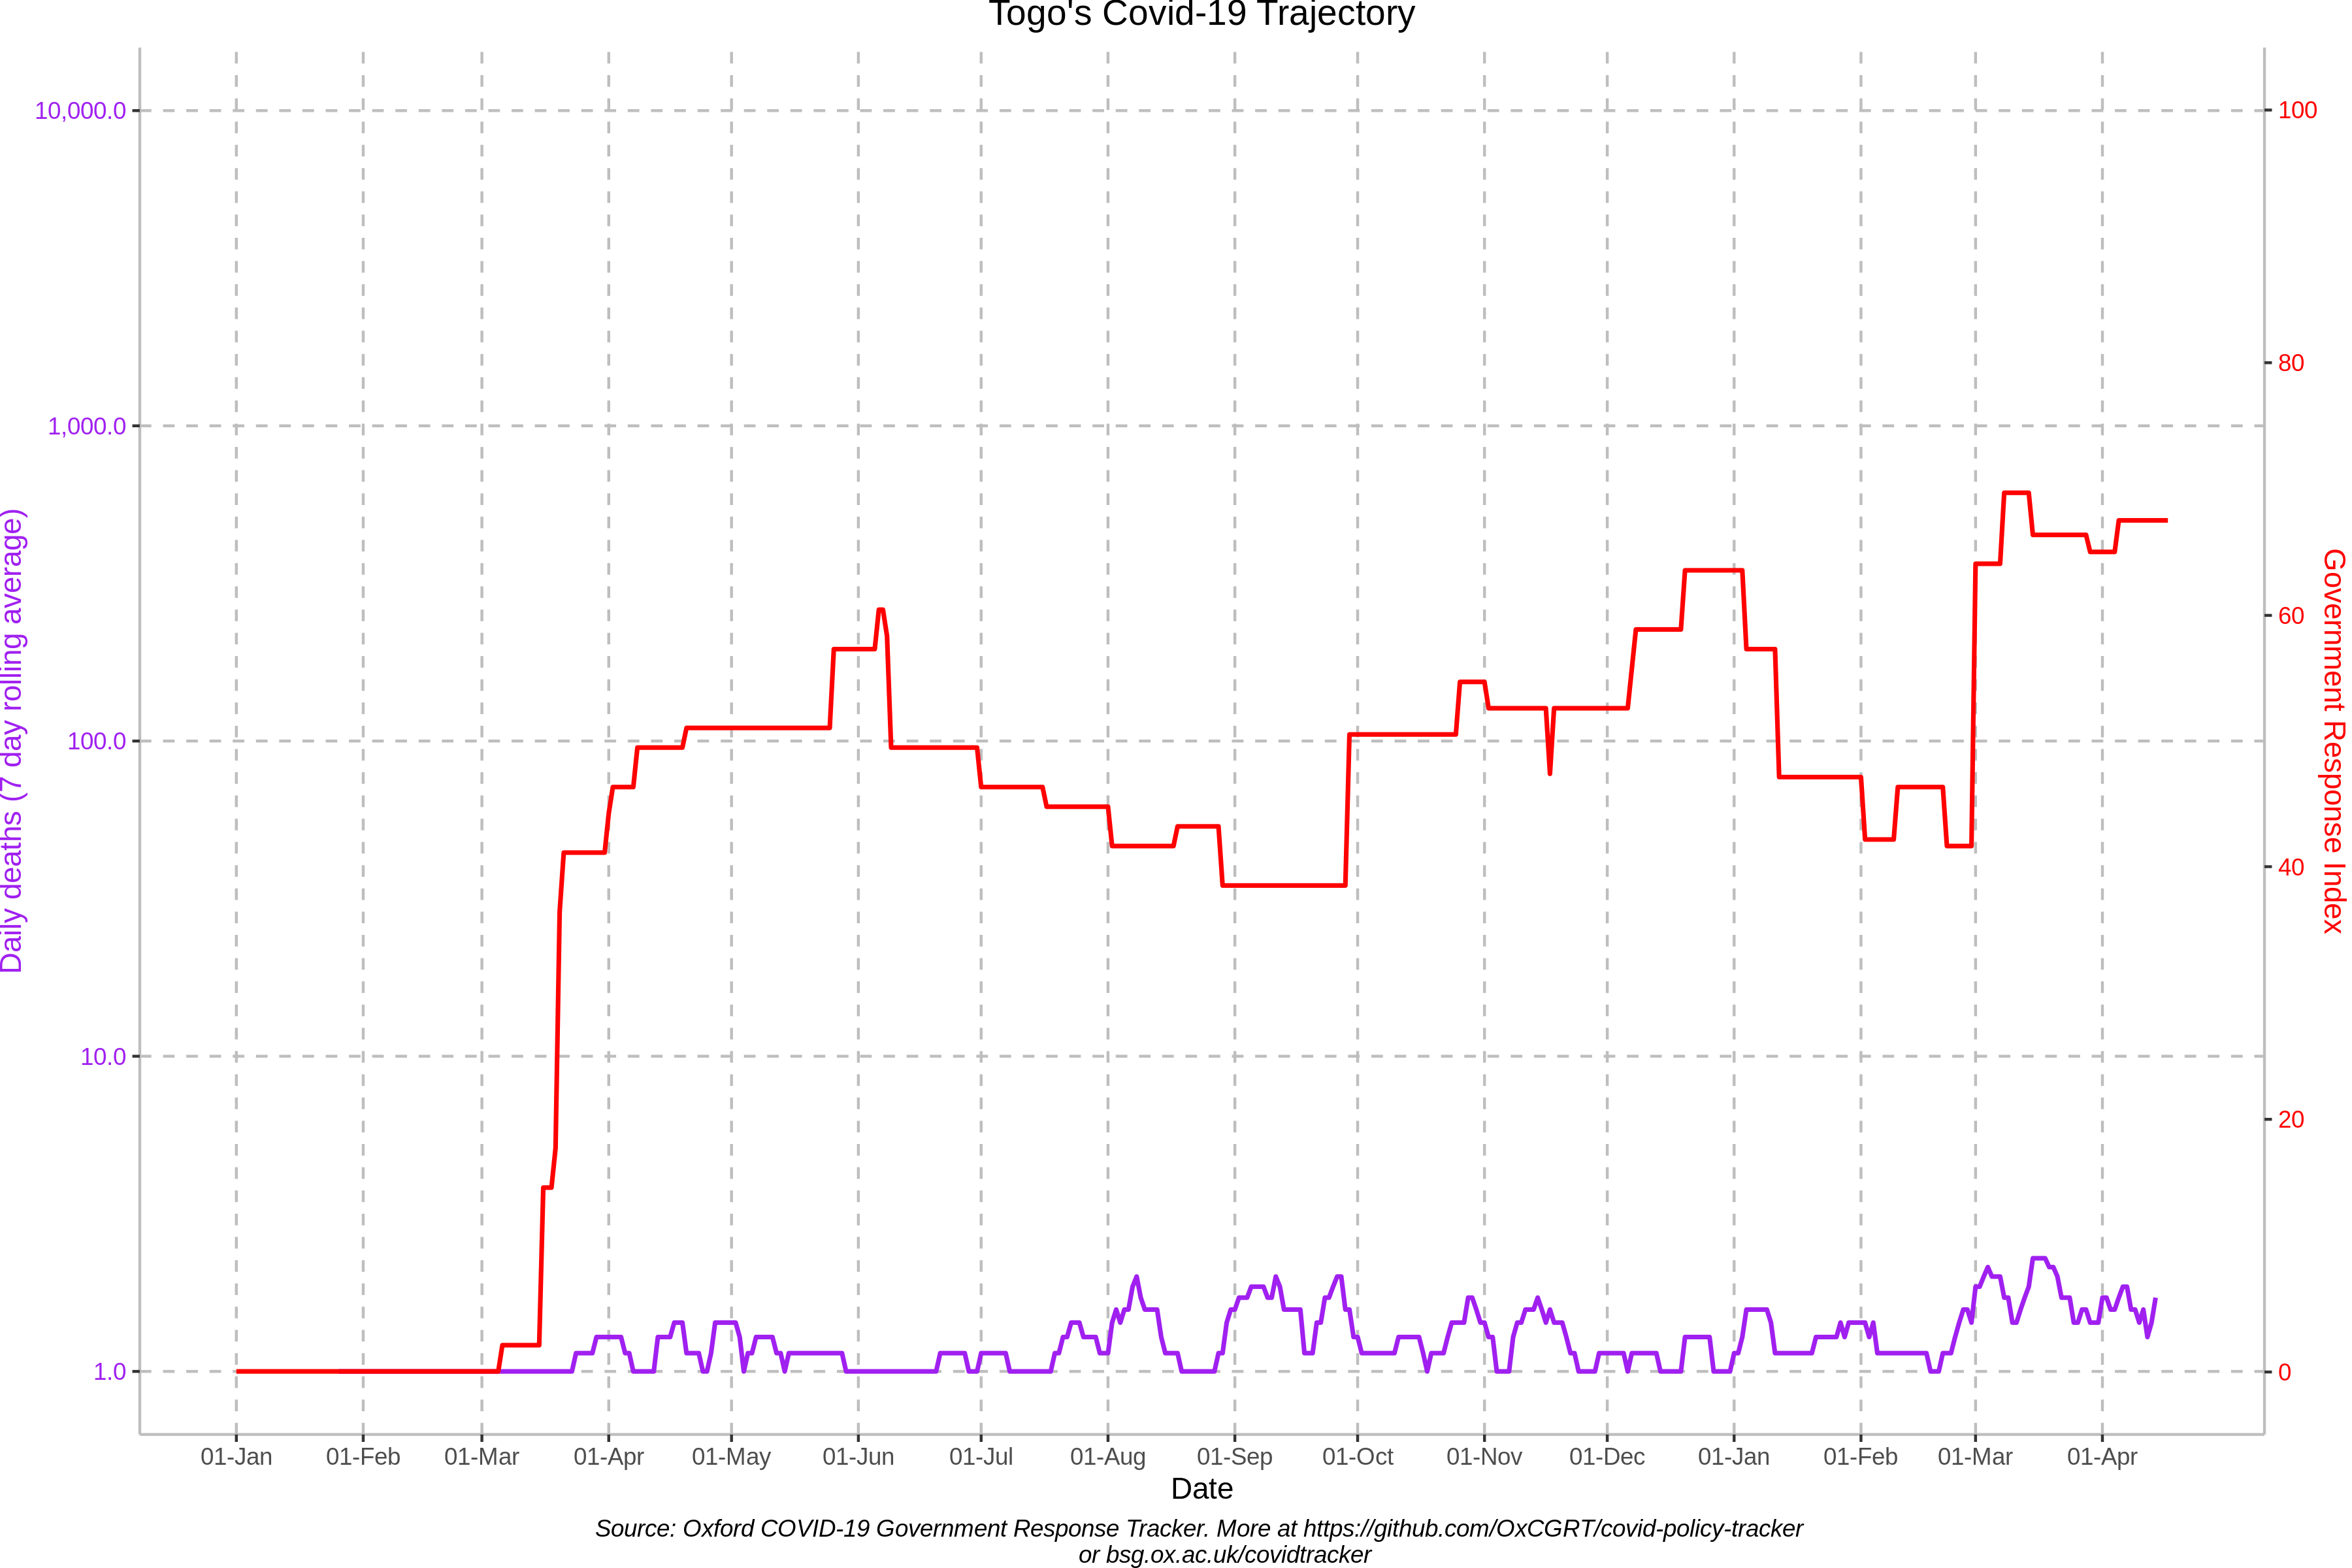 Togo's Covid-19 Trajectory
10,000.0
1,000.0
100.0
10.0
1.0
Daily deaths (7 day rolling average)
100
80
60
40
20
0
Government Response Index
01-Jan 01-Feb 01-Mar 01-Apr 01-May 01-Jun 01-Jul 01-Aug 01-Sep 01-Oct 01-Nov 01-Dec 01-Jan 01-Feb 01-Mar 01-Apr
Date
Source: Oxford COVID-19 Government Response Tracker. More at https://github.com/OxCGRT/covid-policy-tracker
or bsg.ox.ac.uk/covidtracker